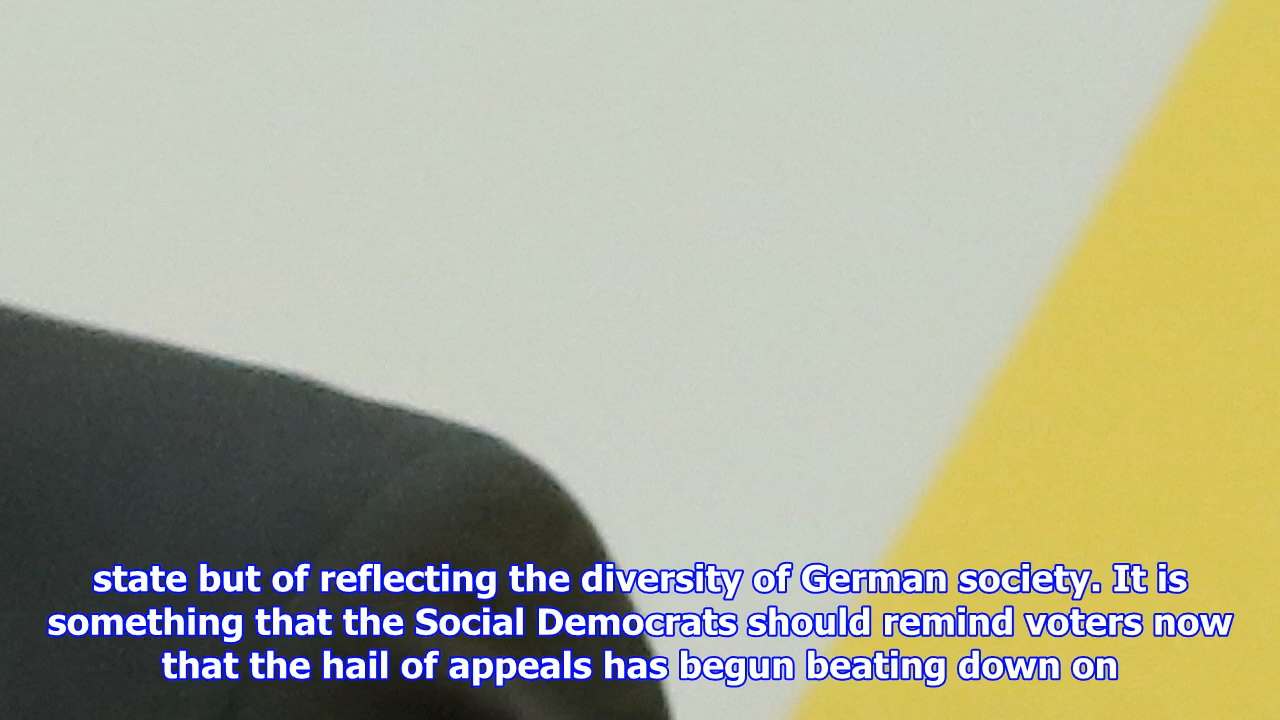 state but of reflecting the diversity of German society. It is
something that the Social Democrats should remind voters now
that the hail of appeals has begun beating down on